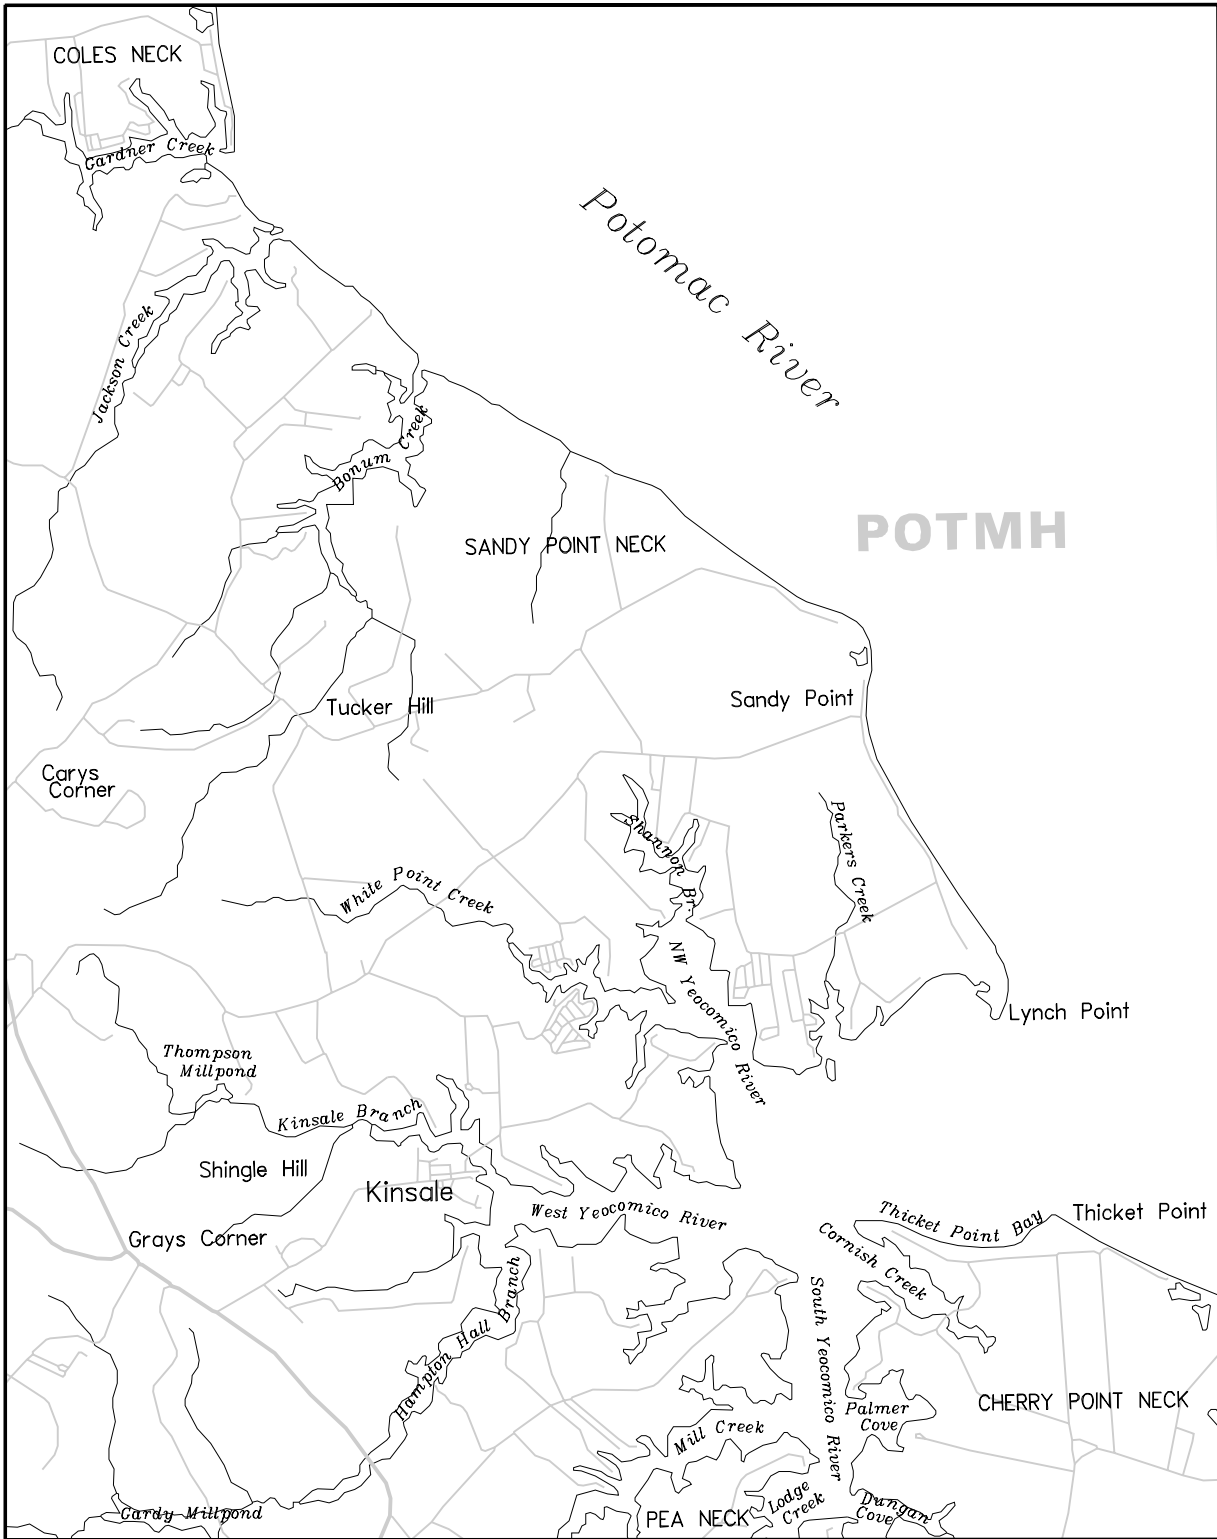 COLES NECK
Gardner Creek
Potomac River
Jackson Creek
Bonum Creek
POTMH
SANDY POINT NECK
Sandy Point
Tucker Hill
Carys
Corner
Shannon Br.
Parkers Creek
White Point Creek
NW Yeocomico River
Lynch Point
Thompson
Millpond
Kinsale Branch
Shingle Hill
Kinsale
West Yeocomico River
Thicket Point Bay
Thicket Point
Grays Corner
Cornish Creek
Hampton Hall Branch
South Yeocomico River
CHERRY POINT NECK
Palmer
Cove
Mill Creek
Lodge
Creek
Dungan
Cove
Gardy Millpond
PEA NECK